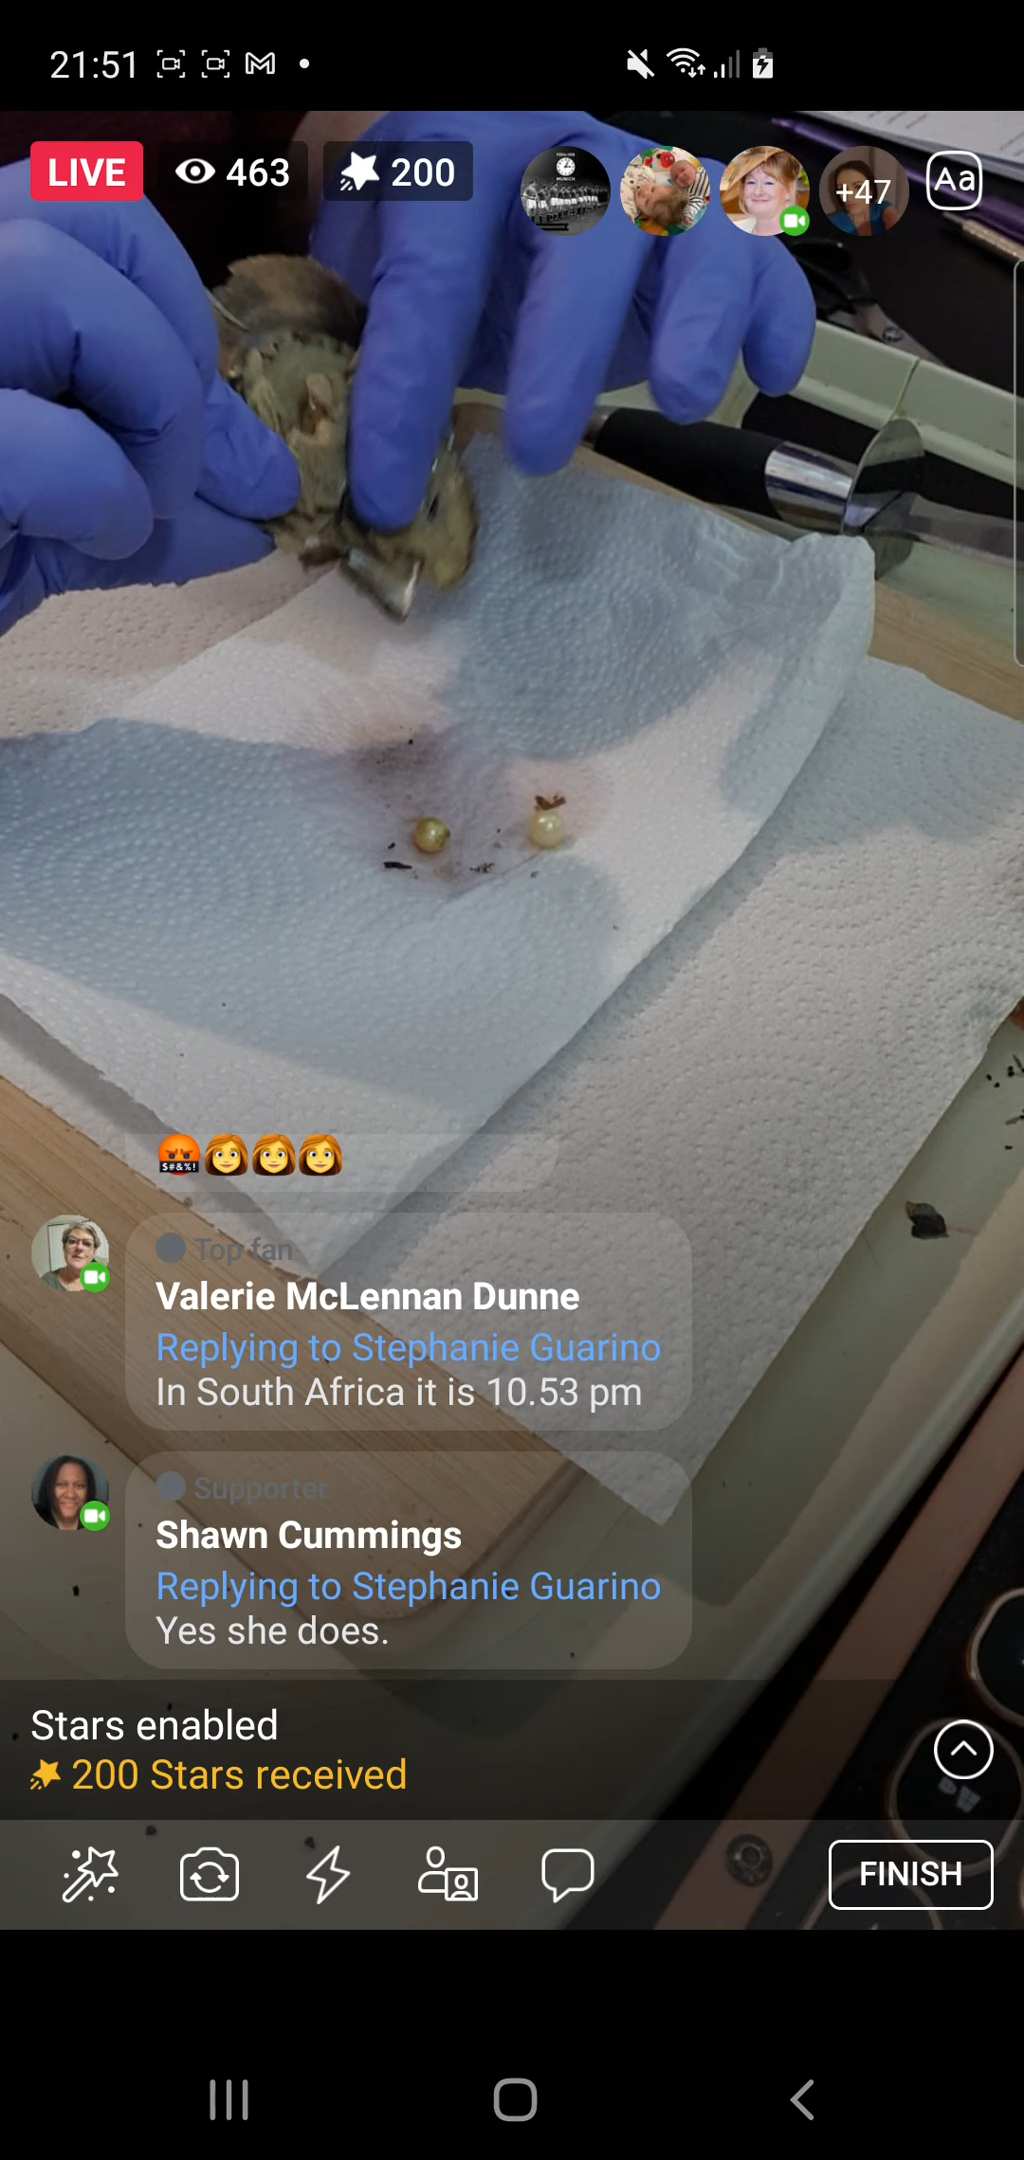 21:51
LIVE
463
200
+47
Aa
$#&%!
Top fan
Valerie McLennan Dunne
Replying to Stephanie Guarino
In South Africa it is 10.53 pm
Supporter
Shawn Cummings
Replying to Stephanie Guarino
Yes she does.
Stars enabled
200 Stars received
FINISH